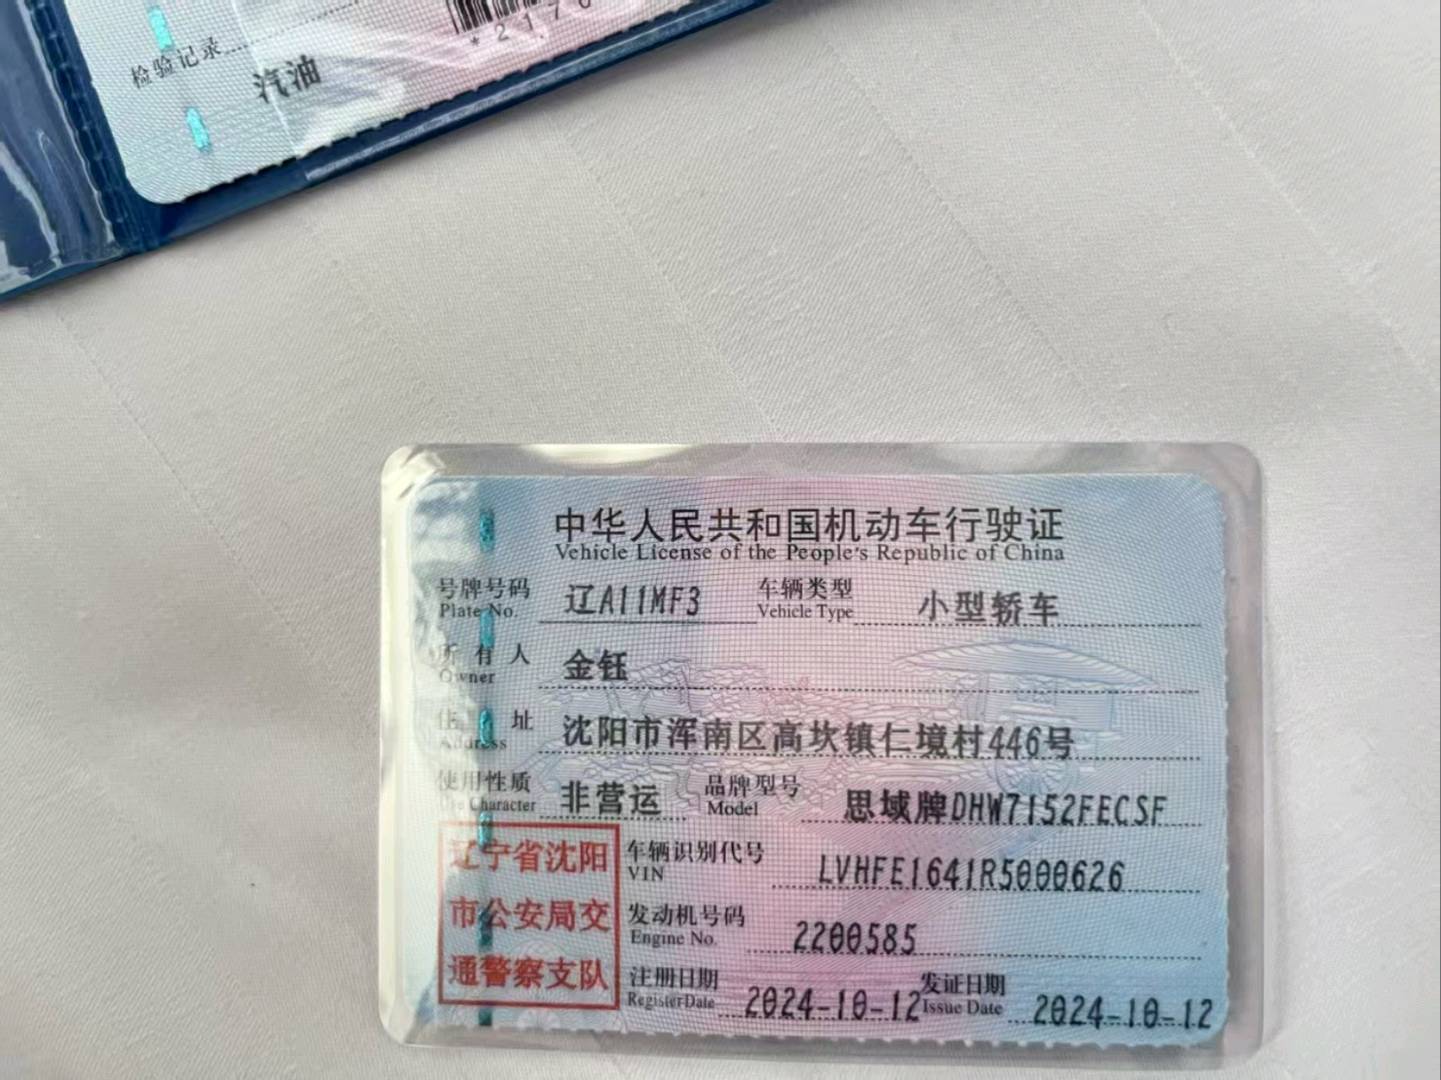 检验记录
汽油
*2170
中华人民共和国机动车行驶证
Vehicle License of the People's Republic of China
号牌号码 辽A11MF3 车辆类型 小型轿车
Plate No. Vehicle Type
所有人 金钰
Owner
住址 沈阳市浑南区高坎镇仁境村446号
Address
使用性质 非营运 品牌型号 思域牌DHW7152FECSF
Use Character Model
辽宁省沈阳
市公安局交
通警察支队
车辆识别代号 LVHFE1641R5000626
VIN
发动机号码 2200585
Engine No.
注册日期 2024-10-12 发证日期 2024-10-12
Register Date Issue Date